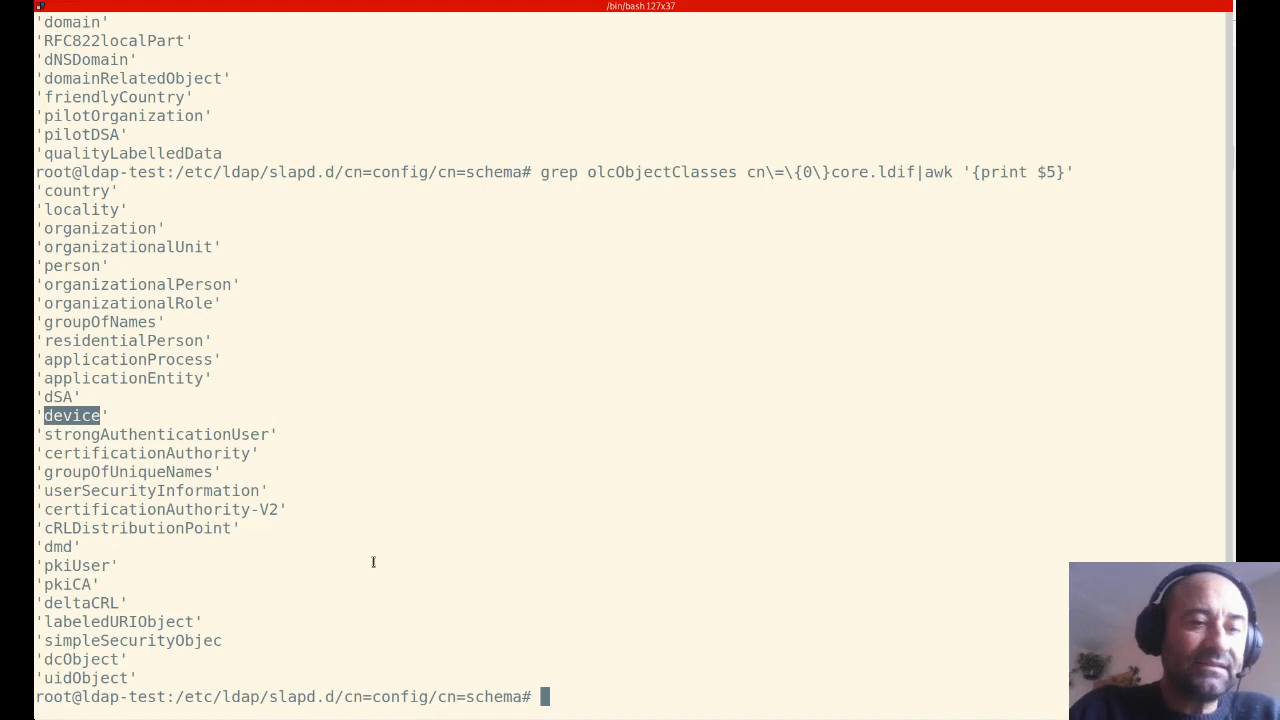 /bin/bash 127x37
'domain'
'RFC822localPart'
'dNSDomain'
'domainRelatedObject'
'friendlyCountry'
'pilotOrganization'
'pilotDSA'
'qualityLabelledData
root@ldap-test:/etc/ldap/slapd.d/cn=config/cn=schema# grep olcObjectClasses cn\=\{0\}core.ldif|awk '{print $5}'
'country'
'locality'
'organization'
'organizationalUnit'
'person'
'organizationalPerson'
'organizationalRole'
'groupOfNames'
'residentialPerson'
'applicationProcess'
'applicationEntity'
'dSA'
'device'
'strongAuthenticationUser'
'certificationAuthority'
'groupOfUniqueNames'
'userSecurityInformation'
'certificationAuthority-V2'
'cRLDistributionPoint'
'dmd'
'pkiUser'
'pkiCA'
'deltaCRL'
'labeledURIObject'
'simpleSecurityObjec
'dcObject'
'uidObject'
root@ldap-test:/etc/ldap/slapd.d/cn=config/cn=schema#